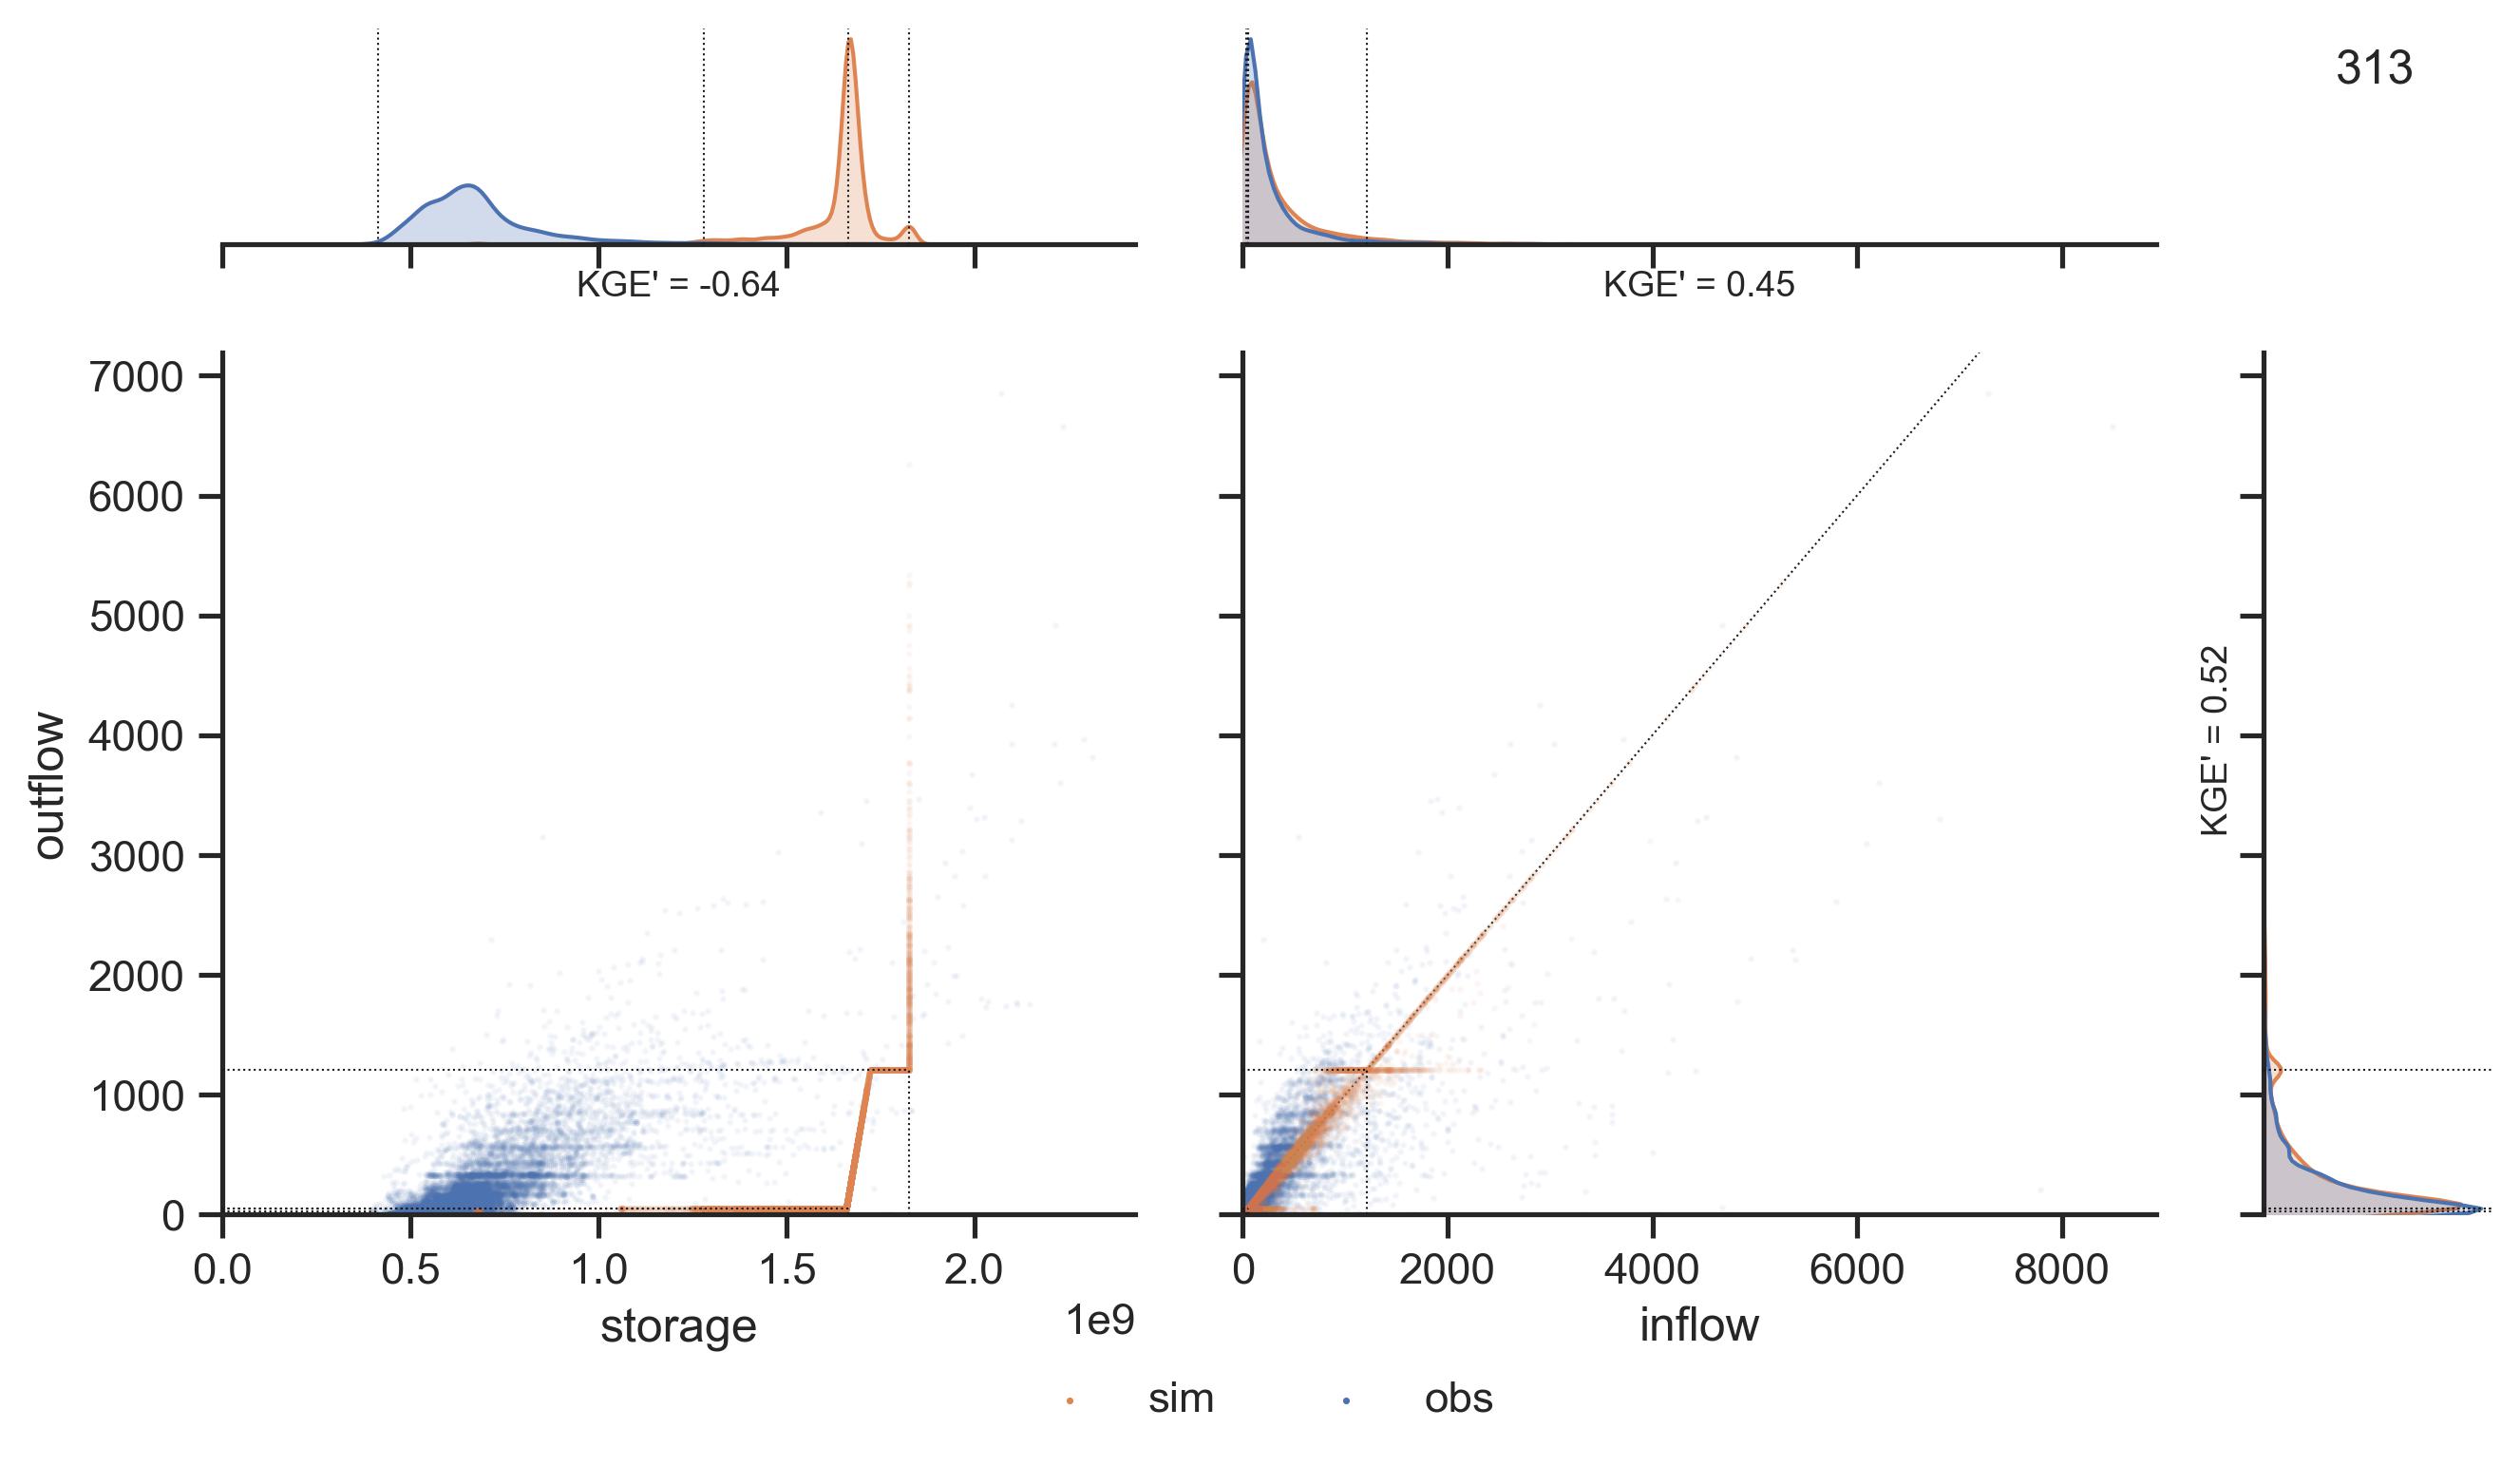 313
KGE' = -0.64
KGE' = 0.45
7000
6000
5000
4000
3000
2000
1000
0
outflow
KGE' = 0.52
0.0 0.5 1.0 1.5 2.0
0 2000 4000 6000 8000
1e9
storage
inflow
sim obs